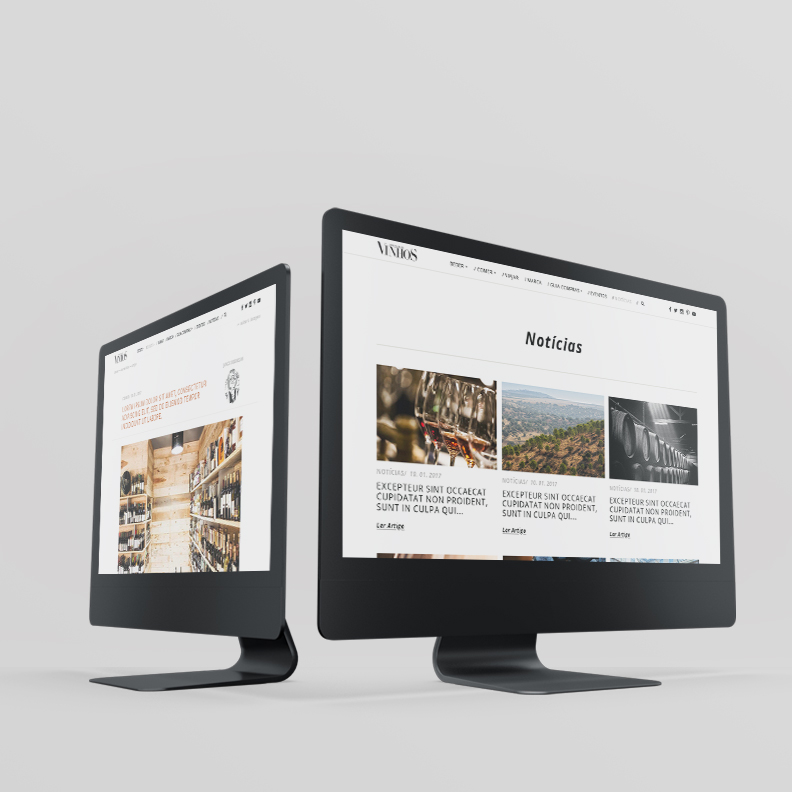 VINHOS
BEBER / COMER / VIAJAR / MARCA / GUIA COMPRAS / EVENTOS / NOTÍCIAS
Notícias
NOTÍCIAS/ 10. 01. 2017
EXCEPTEUR SINT OCCAECAT
CUPIDATAT NON PROIDENT,
SUNT IN CULPA QUI...
Ler Artigo
NOTÍCIAS/ 10. 01. 2017
EXCEPTEUR SINT OCCAECAT
CUPIDATAT NON PROIDENT,
SUNT IN CULPA QUI...
Ler Artigo
NOTÍCIAS/ 10. 01. 2017
EXCEPTEUR SINT OCCAECAT
CUPIDATAT NON PROIDENT,
SUNT IN CULPA QUI...
Ler Artigo
VINHOS
LOREM IPSUM DOLOR SIT AMET, CONSECTETUR
ADIPISCING ELIT, SED DO EIUSMOD TEMPOR
INCIDIDUNT UT LABORE.